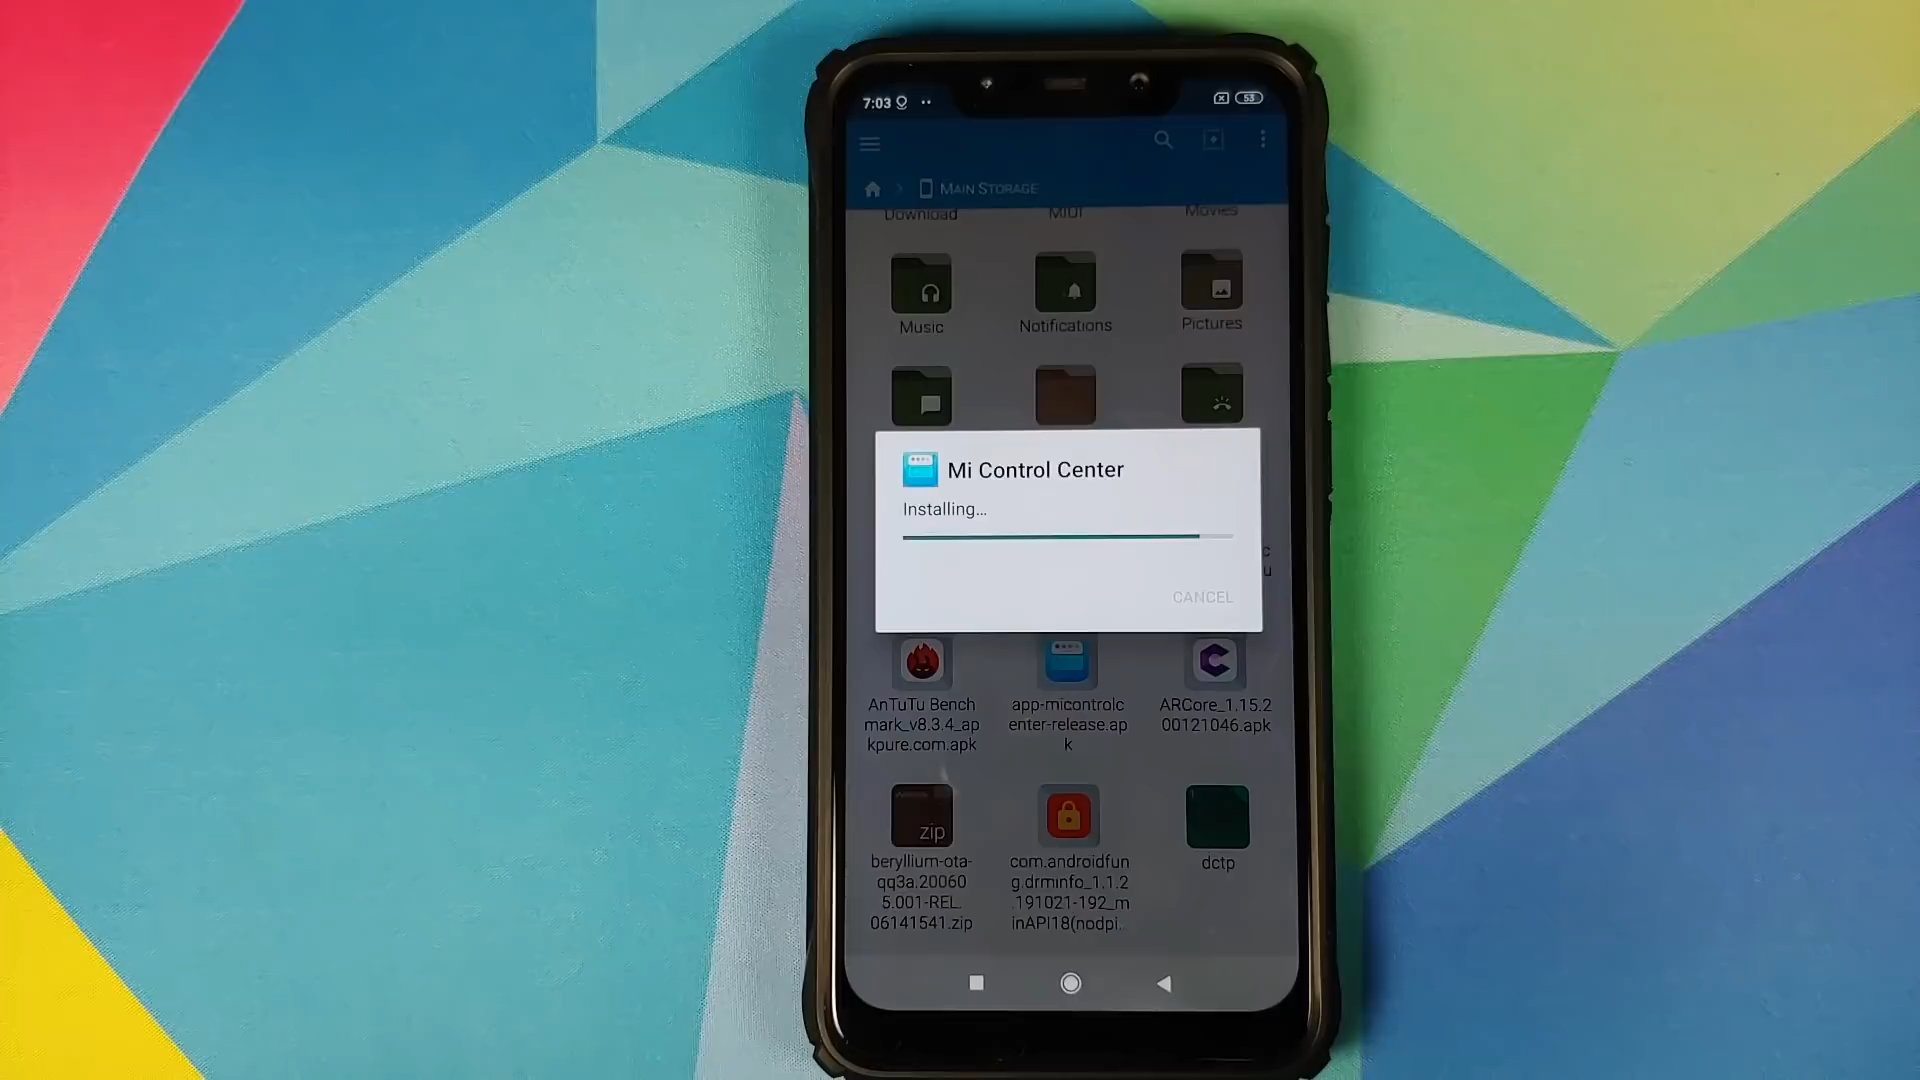 7:03
53
MAIN STORAGE
Download
MIUI
Movies
Music
Notifications
Pictures
Mi Control Center
Installing...
c
u
CANCEL
AnTuTu Bench
mark_v8.3.4_ap
kpure.com.apk
app-micontrolc
enter-release.ap
k
ARCore_1.15.2
00121046.apk
zip
beryllium-ota-
qq3a.20060
5.001-REL.
06141541.zip
com.androidfun
g.drminfo_1.1.2
.191021-192_m
inAPI18(nodpi..
dctp